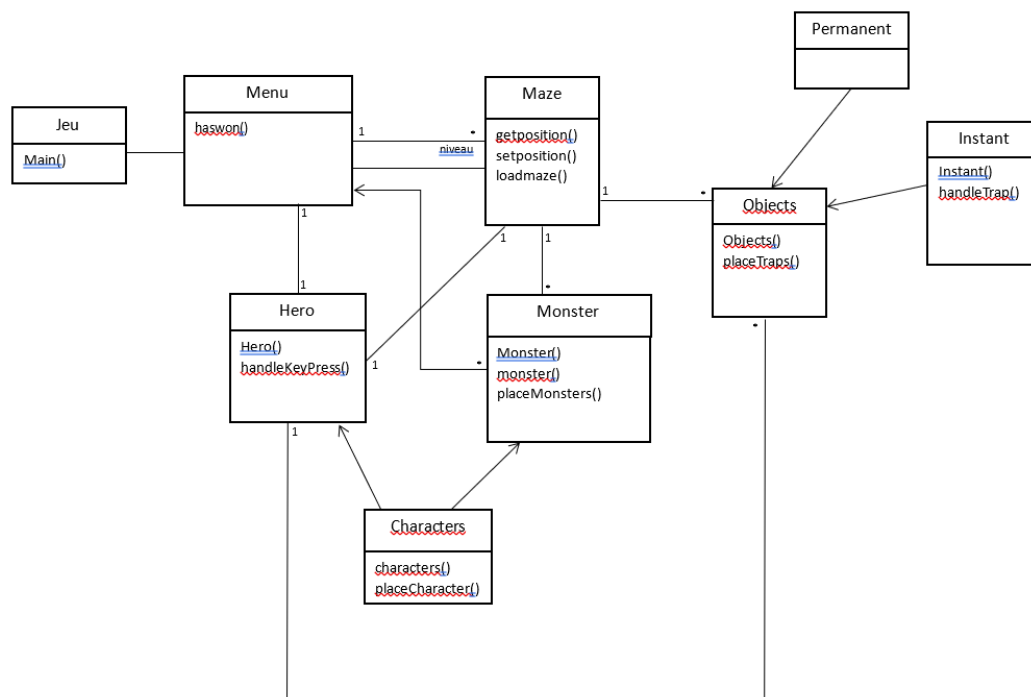 Permanent
Menu
haswon()
Maze
getposition()
setposition()
loadmaze()
Jeu
Main()
Instant
Instant()
handleTrap()
1
*
niveau
1
*
Objects
Objects()
placeTraps()
1
1
1
1
*
1
Hero
Hero()
handleKeyPress()
Monster
Monster()
monster()
placeMonsters()
*
*
1
1
Characters
characters()
placeCharacter()